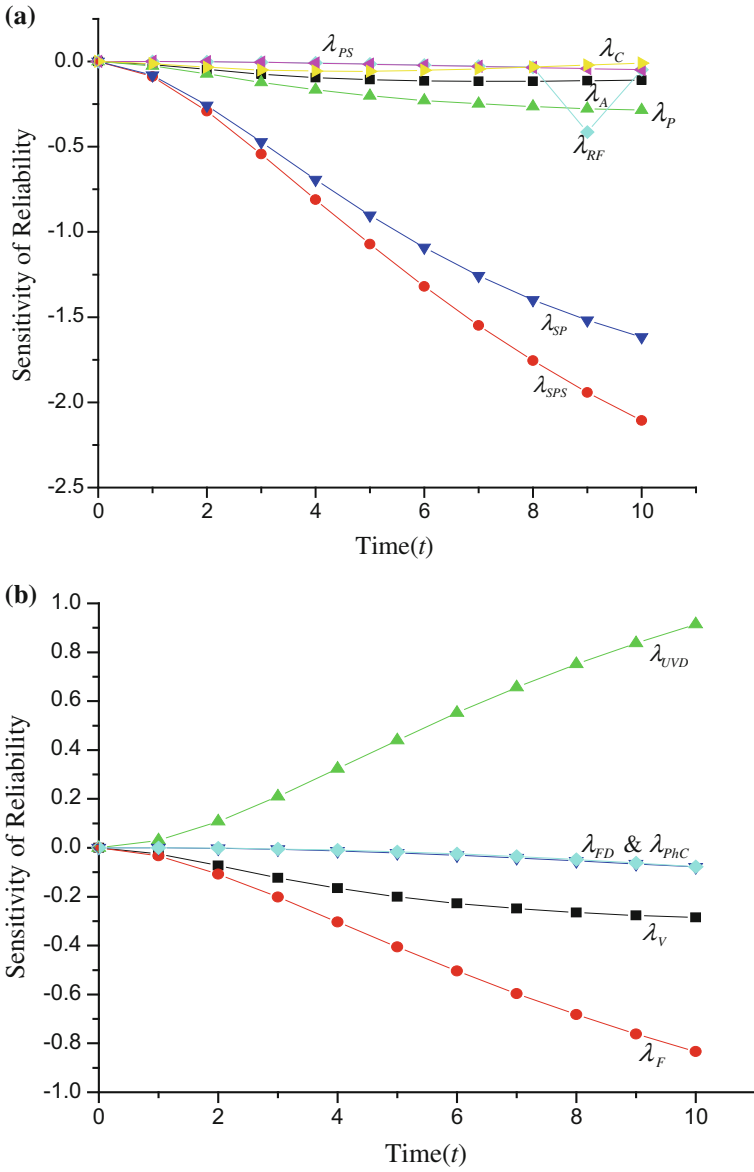 (a)
0.0
-0.5
-1.0
-1.5
-2.0
-2.5
Sensitivity of Reliability
λPS
λC
λA
λP
λRF
λSP
λSPS
0 2 4 6 8 10
Time(t)
(b)
1.0
0.8
0.6
0.4
0.2
0.0
-0.2
-0.4
-0.6
-0.8
-1.0
Sensitivity of Reliability
λUVD
λFD & λPhC
λV
λF
0 2 4 6 8 10
Time(t)